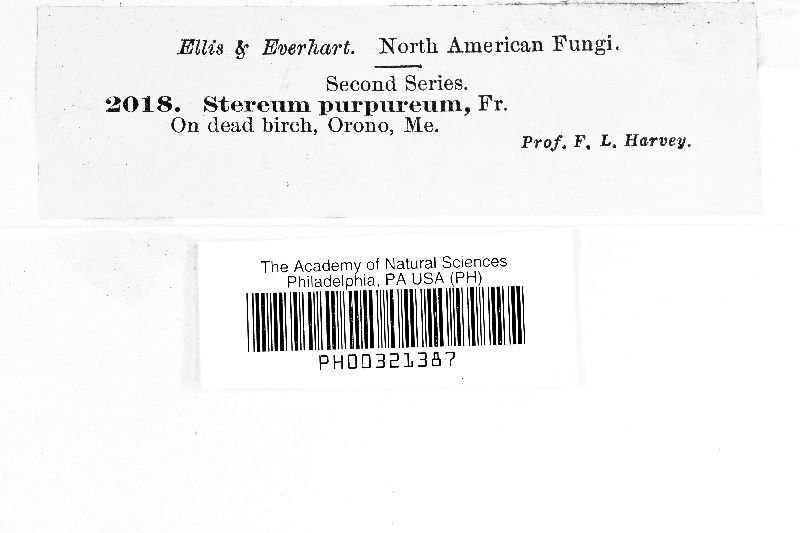 Ellis & Everhart. North American Fungi.
Second Series.
2018. Stereum purpureum, Fr.
On dead birch, Orono, Me.
Prof. F. L. Harvey.
The Academy of Natural Sciences
Philadelphia, PA USA (PH)
PH00321387